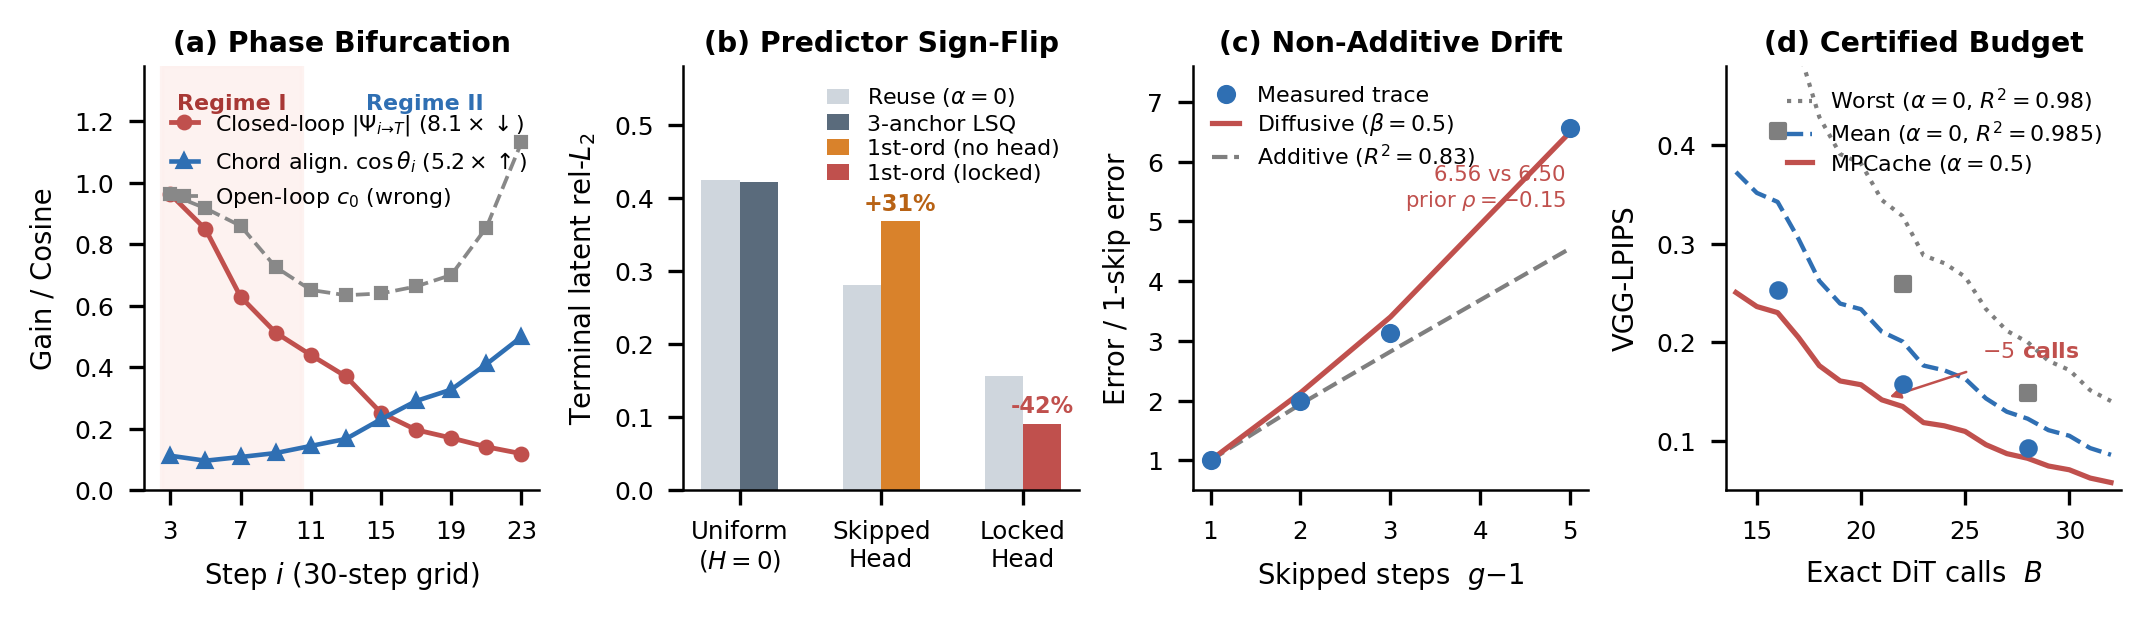 (a) Phase Bifurcation
Regime I
Regime II
Closed-loop |Ψ_{i→T}| (8.1× ↓)
Chord align. cos θ_i (5.2× ↑)
Open-loop c_0 (wrong)
Gain / Cosine
1.2
1.0
0.8
0.6
0.4
0.2
0.0
3 7 11 15 19 23
Step i (30-step grid)
(b) Predictor Sign-Flip
Reuse (α = 0)
3-anchor LSQ
1st-ord (no head)
1st-ord (locked)
+31%
-42%
Terminal latent rel-L_2
0.5
0.4
0.3
0.2
0.1
0.0
Uniform
(H = 0)
Skipped
Head
Locked
Head
(c) Non-Additive Drift
Measured trace
Diffusive (β = 0.5)
Additive (R² = 0.83)
6.56 vs 6.50
prior ρ = −0.15
Error / 1-skip error
7
6
5
4
3
2
1
1 2 3 4 5
Skipped steps g−1
(d) Certified Budget
Worst (α = 0, R² = 0.98)
Mean (α = 0, R² = 0.985)
MPCache (α = 0.5)
−5 calls
VGG-LPIPS
0.4
0.3
0.2
0.1
15 20 25 30
Exact DiT calls B